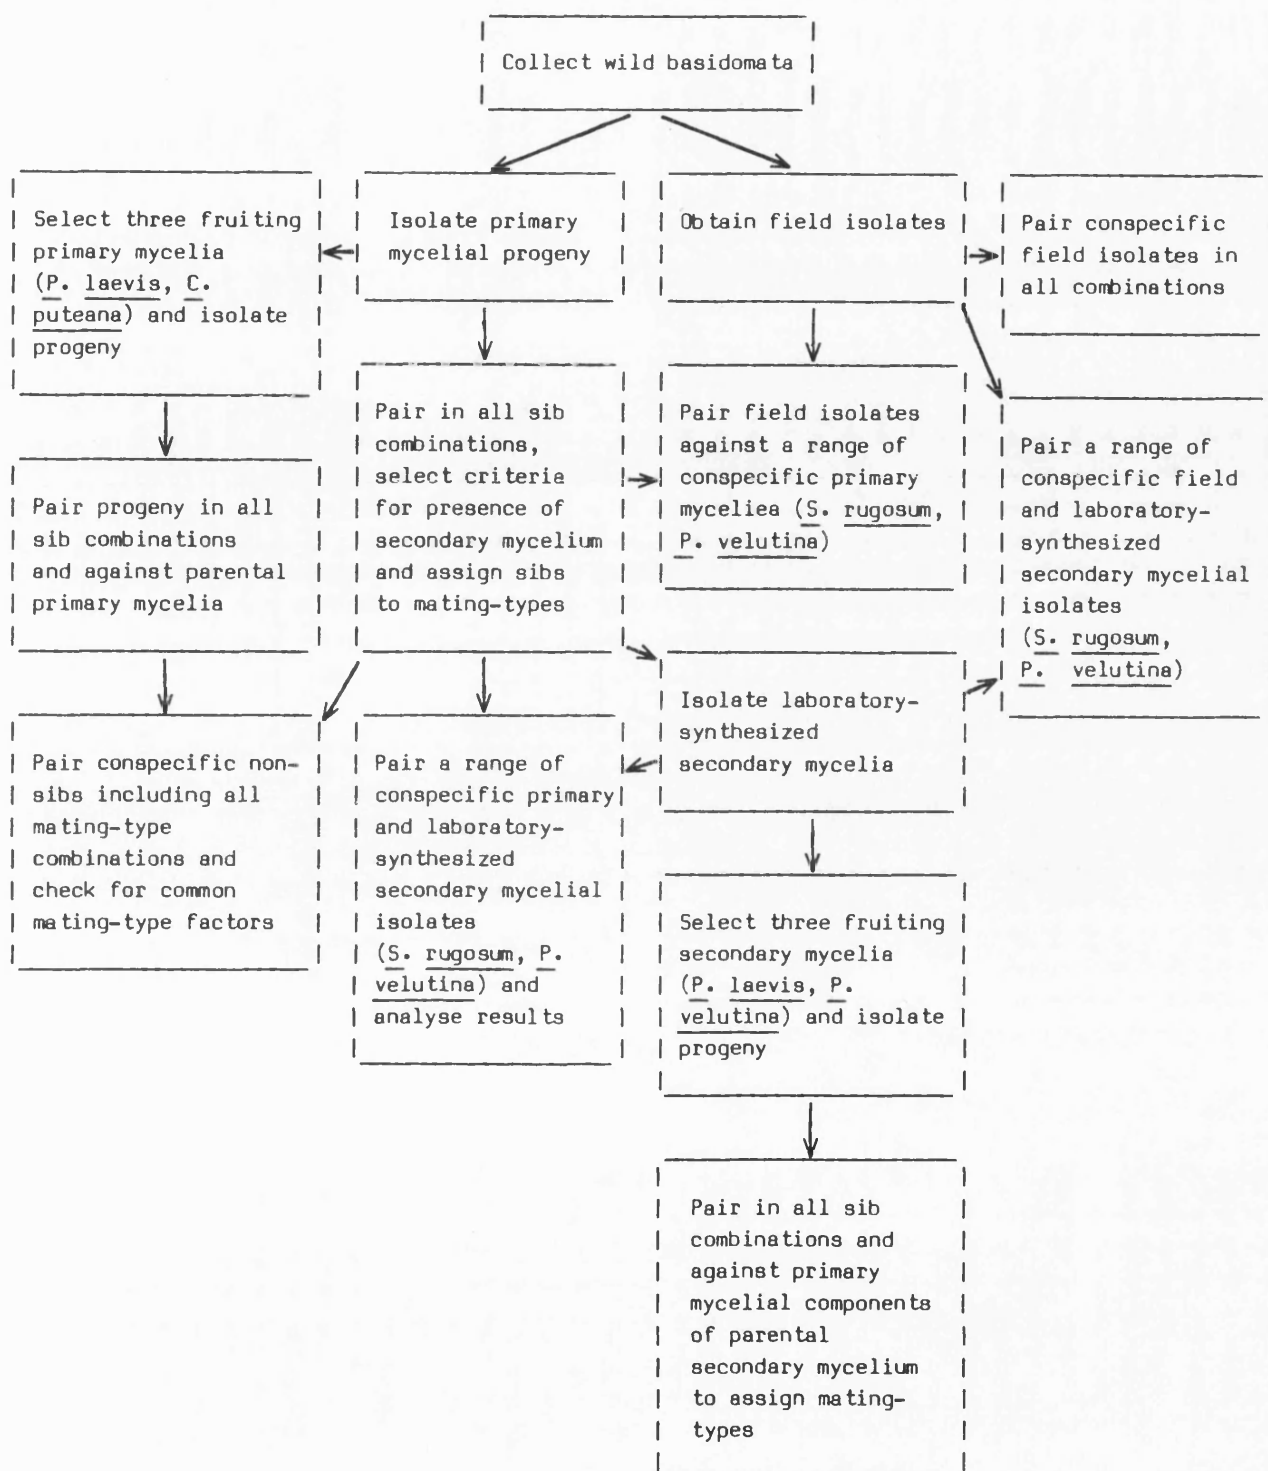 Collect wild basidomata
Select three fruiting
primary mycelia
(P. laevis, C.
puteana) and isolate
progeny
Isolate primary
mycelial progeny
Obtain field isolates
Pair conspecific
field isolates in
all combinations
Pair progeny in all
sib combinations
and against parental
primary mycelia
Pair in all sib
combinations,
select criteria
for presence of
secondary mycelium
and assign sibs
to mating-types
Pair field isolates
against a range of
conspecific primary
myceliea (S. rugosum,
P. velutina)
Pair a range of
conspecific field
and laboratory-
synthesized
secondary mycelial
isolates
(S. rugosum,
P. velutina)
Pair conspecific non-
sibs including all
mating-type
combinations and
check for common
mating-type factors
Pair a range of
conspecific primary
and laboratory-
synthesized
secondary mycelial
isolates
(S. rugosum, P.
velutina) and
analyse results
Isolate laboratory-
synthesized
secondary mycelia
Select three fruiting
secondary mycelia
(P. laevis, P.
velutina) and isolate
progeny
Pair in all sib
combinations and
against primary
mycelial components
of parental
secondary mycelium
to assign mating-
types